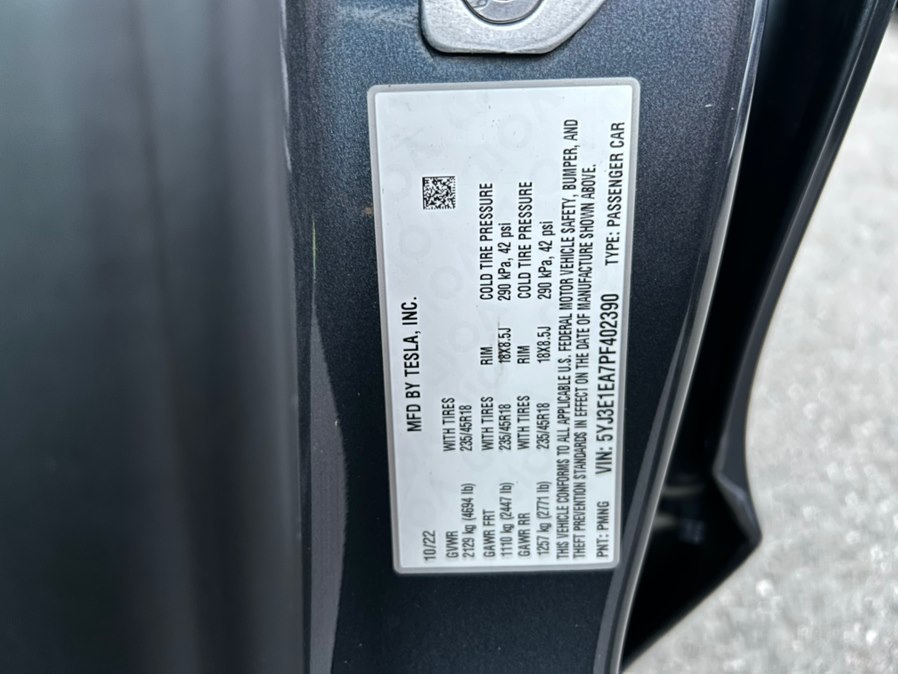 10/22 MFD BY TESLA, INC.
GVWR WITH TIRES
2129 kg (4694 lb) 235/45R18
GAWR FRT WITH TIRES RIM COLD TIRE PRESSURE
1110 kg (2447 lb) 235/45R18 18X8.5J 290 kPa, 42 psi
GAWR RR WITH TIRES RIM COLD TIRE PRESSURE
1257 kg (2771 lb) 235/45R18 18X8.5J 290 kPa, 42 psi
THIS VEHICLE CONFORMS TO ALL APPLICABLE U.S. FEDERAL MOTOR VEHICLE SAFETY, BUMPER, AND
THEFT PREVENTION STANDARDS IN EFFECT ON THE DATE OF MANUFACTURE SHOWN ABOVE.
PNT: PMNG VIN: 5YJ3E1EA7PF402390 TYPE: PASSENGER CAR